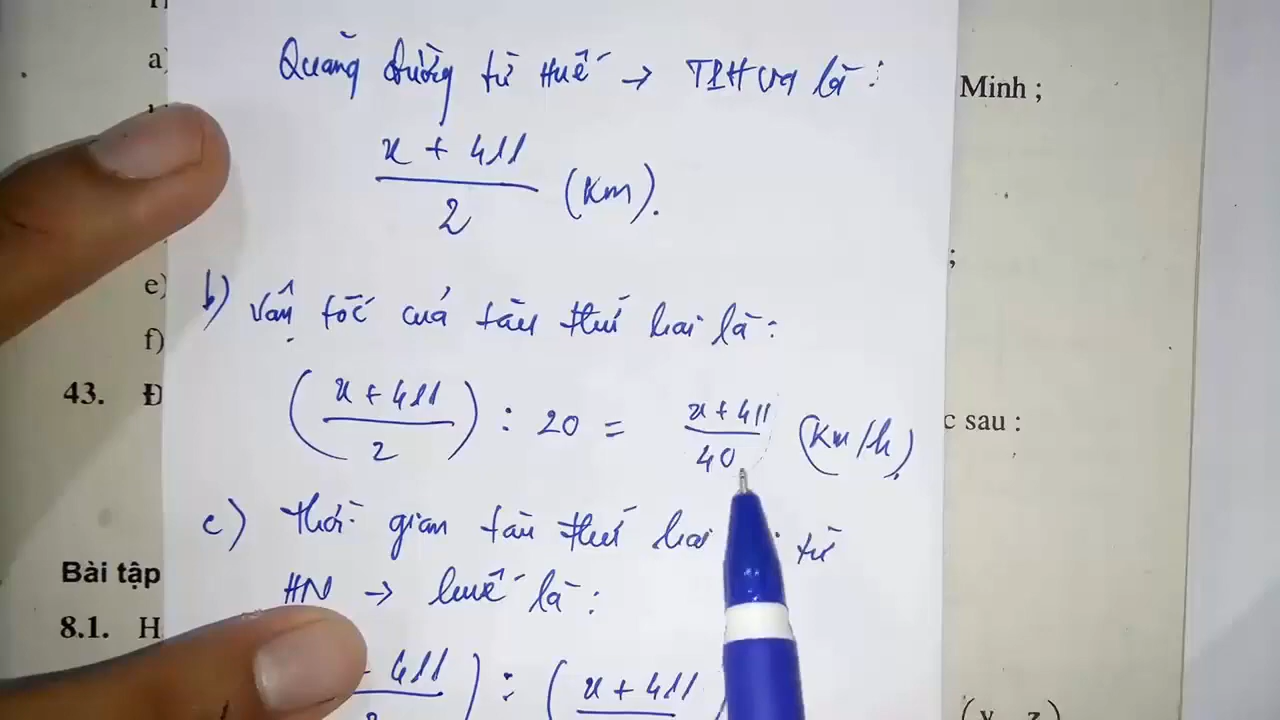 a)
Quãng đường từ Huế → TPHCM là:
Minh ;
x + 411
2
(Km).
;
e)
b) Vận tốc của tàu thứ hai là:
f)
43. Đ
(x + 411 / 2) : 20 = x + 411 / 40 (Km/h).
c sau :
c) Thời gian tàu thứ hai từ
Bài tập
HN → Huế là:
8.1. H
411 ) : ( x + 411
(y z)